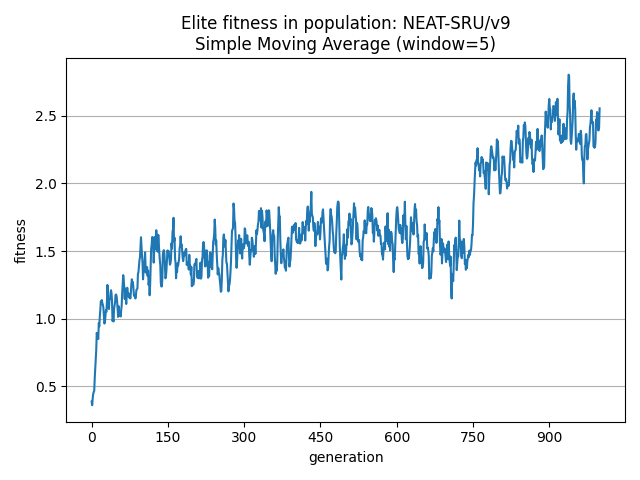 Elite fitness in population: NEAT-SRU/v9
Simple Moving Average (window=5)
fitness
2.5
2.0
1.5
1.0
0.5
0 150 300 450 600 750 900
generation